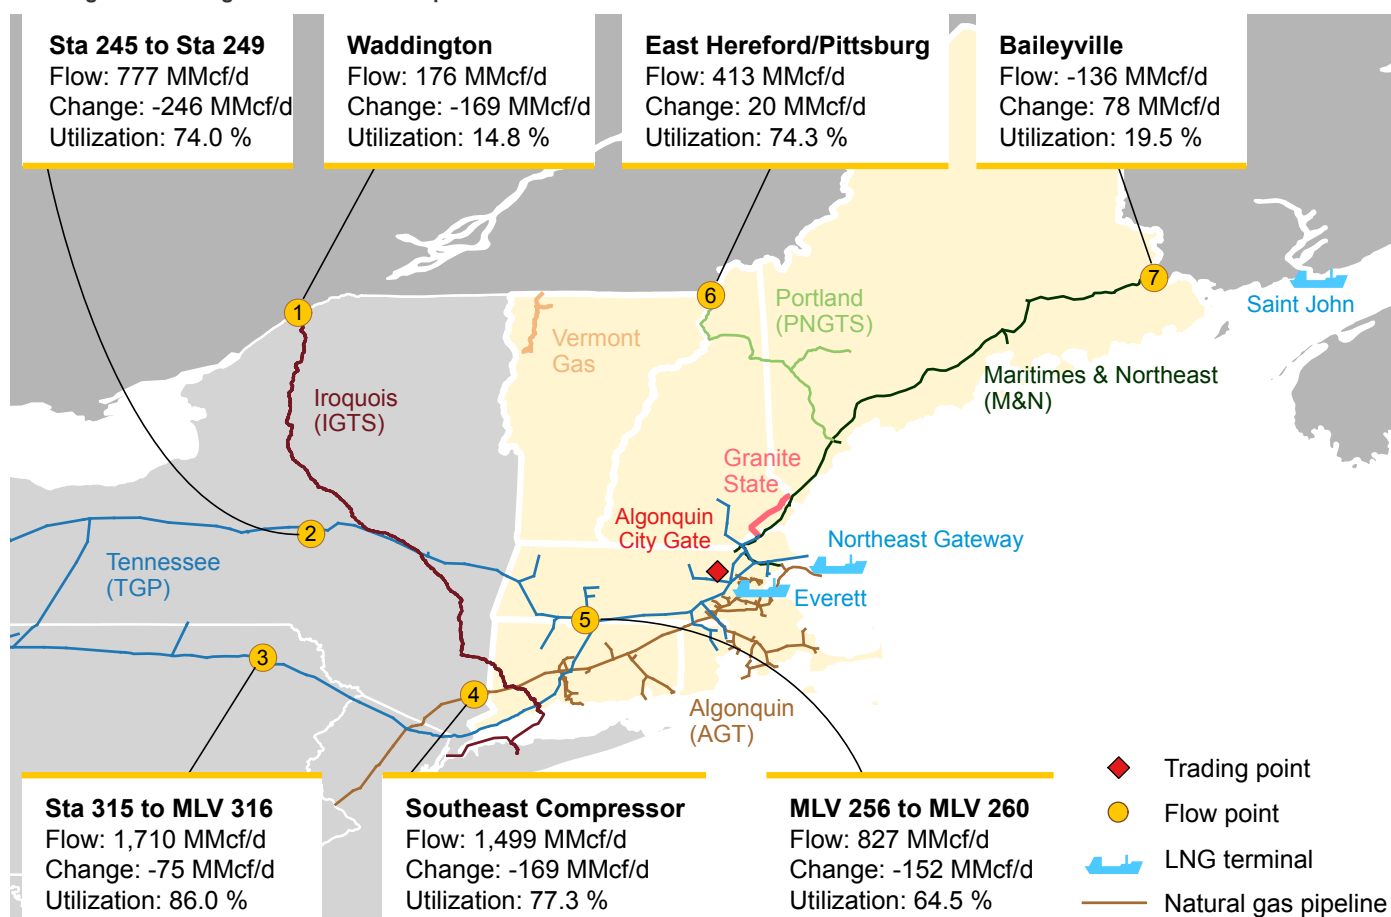 Sta 245 to Sta 249
Flow: 777 MMcf/d
Change: -246 MMcf/d
Utilization: 74.0 %
Waddington
Flow: 176 MMcf/d
Change: -169 MMcf/d
Utilization: 14.8 %
East Hereford/Pittsburg
Flow: 413 MMcf/d
Change: 20 MMcf/d
Utilization: 74.3 %
Baileyville
Flow: -136 MMcf/d
Change: 78 MMcf/d
Utilization: 19.5 %
1
6
7
Portland
(PNGTS)
Saint John
Vermont
Gas
Maritimes & Northeast
(M&N)
Iroquois
(IGTS)
Granite
State
Algonquin
City Gate
2
Northeast Gateway
Tennessee
(TGP)
Everett
5
3
4
Algonquin
(AGT)
Sta 315 to MLV 316
Flow: 1,710 MMcf/d
Change: -75 MMcf/d
Utilization: 86.0 %
Southeast Compressor
Flow: 1,499 MMcf/d
Change: -169 MMcf/d
Utilization: 77.3 %
MLV 256 to MLV 260
Flow: 827 MMcf/d
Change: -152 MMcf/d
Utilization: 64.5 %
Trading point
Flow point
LNG terminal
Natural gas pipeline